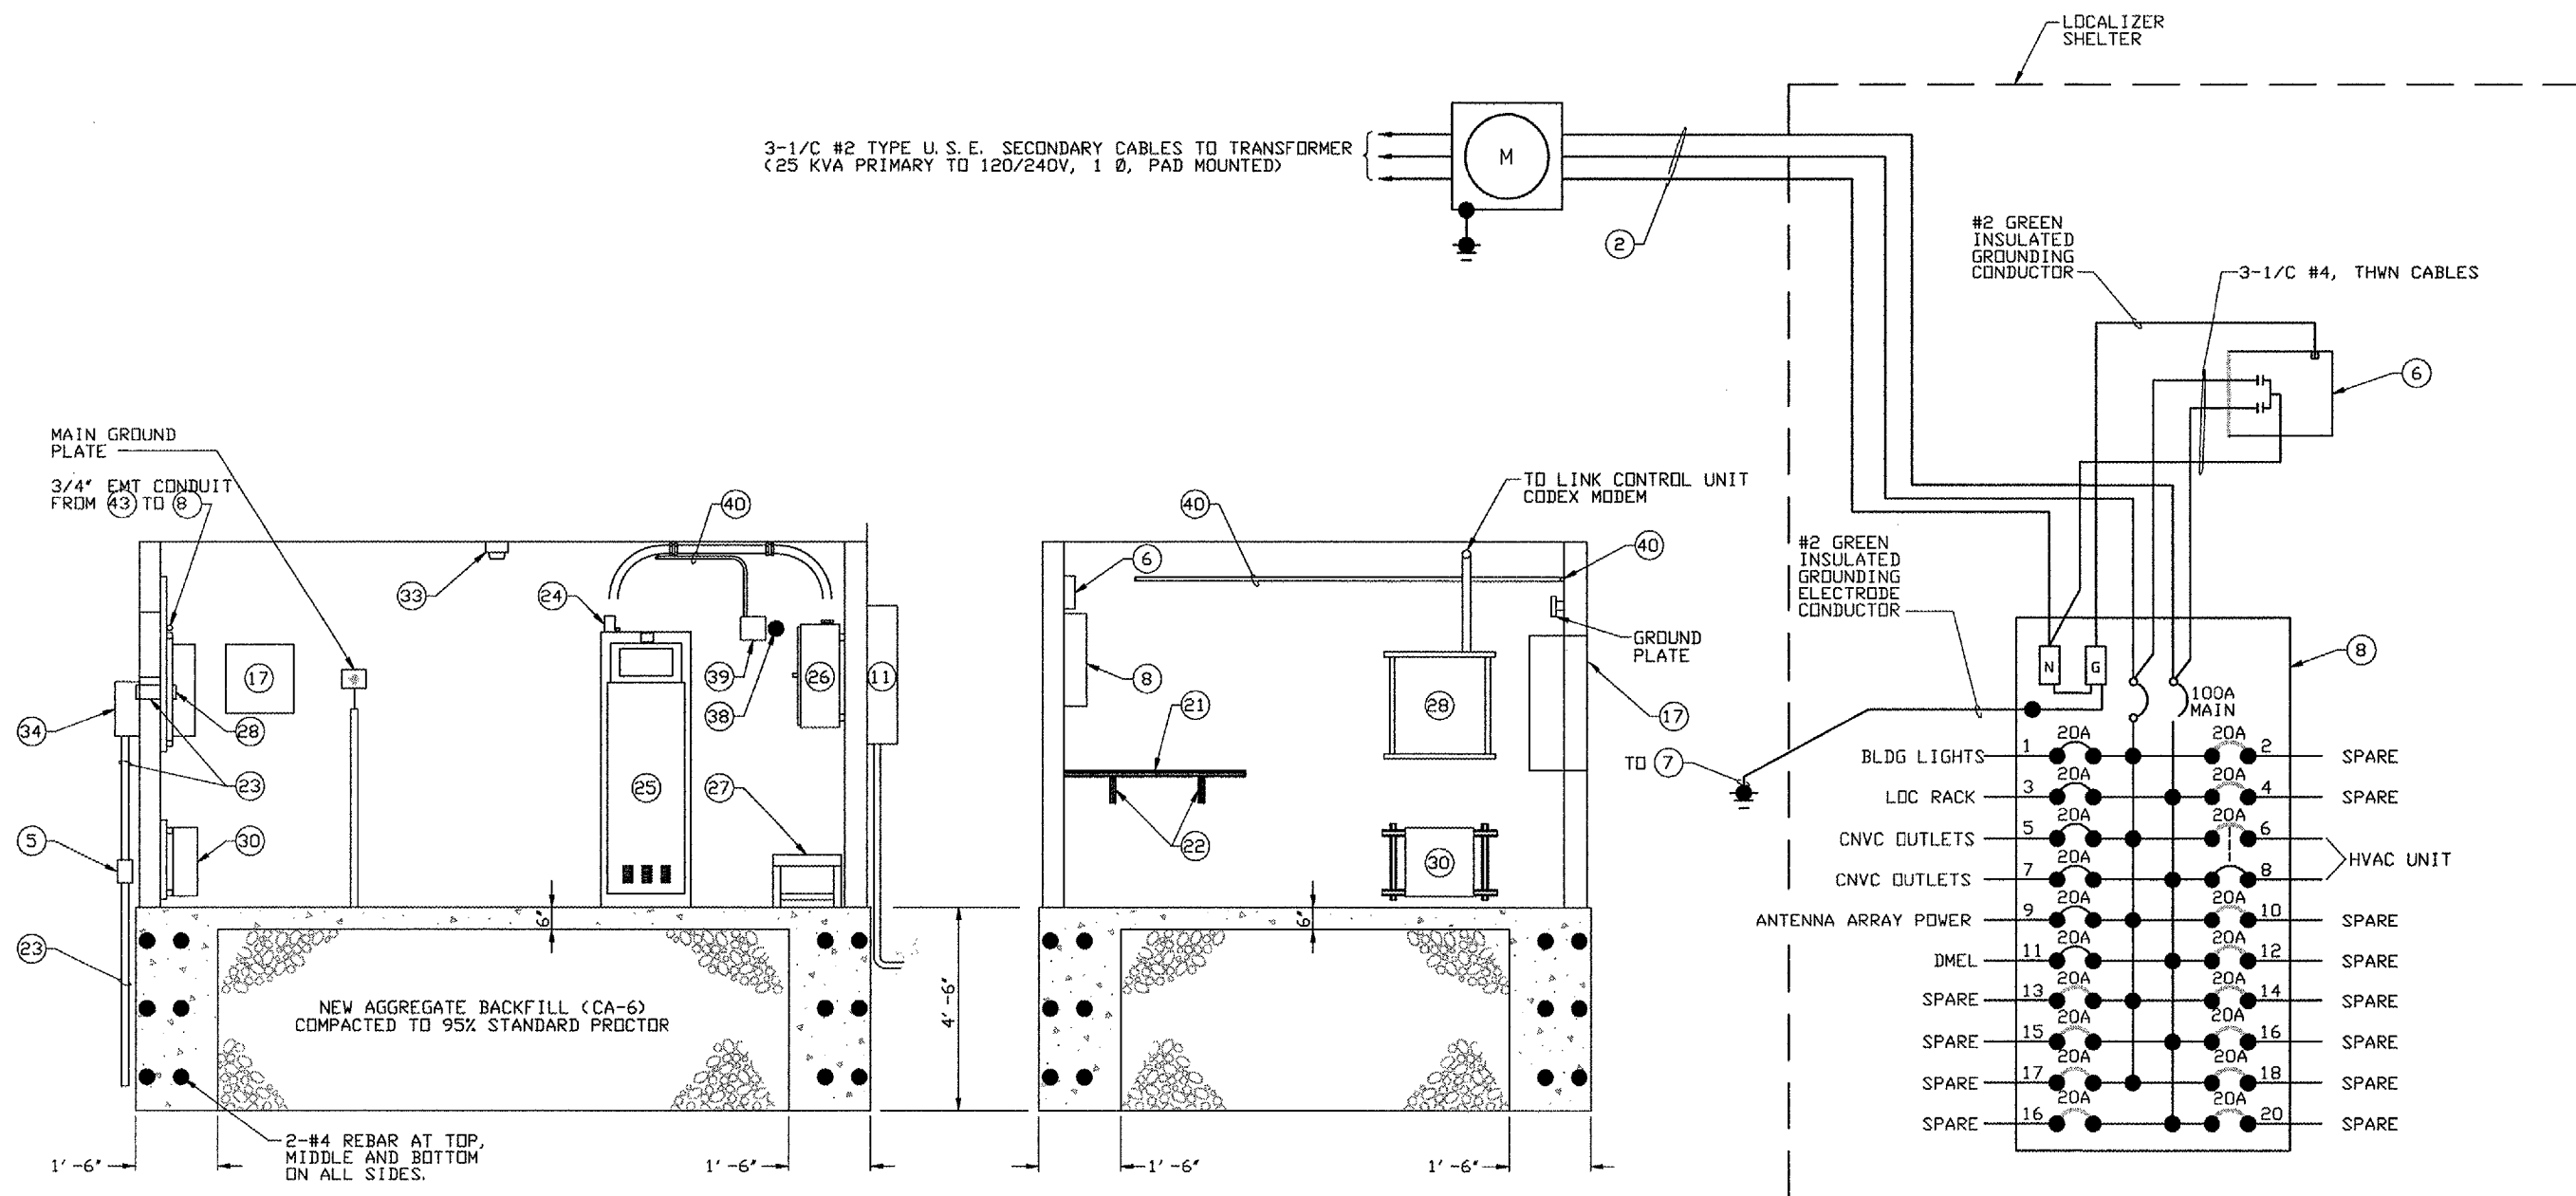 LOCALIZER
SHELTER
3-1/C #2 TYPE U.S.E. SECONDARY CABLES TO TRANSFORMER
(25 KVA PRIMARY TO 120/240V, 1 Ø, PAD MOUNTED)
M
2
#2 GREEN
INSULATED
GROUNDING
CONDUCTOR
3-1/C #4, THWN CABLES
6
MAIN GROUND
PLATE
3/4" EMT CONDUIT
FROM 43 TO 8
33
24
40
17
39
38
26
11
34
28
23
25
27
5
30
23
6"
NEW AGGREGATE BACKFILL (CA-6)
COMPACTED TO 95% STANDARD PROCTOR
2-#4 REBAR AT TOP,
MIDDLE AND BOTTOM
ON ALL SIDES.
1'-6"
1'-6"
4'-6"
TO LINK CONTROL UNIT
CODEX MODEM
40
40
6
8
GROUND
PLATE
28
17
21
22
30
6"
1'-6"
1'-6"
#2 GREEN
INSULATED
GROUNDING
ELECTRODE
CONDUCTOR
TO 7
8
N
G
100A
MAIN
BLDG LIGHTS 1 20A 20A 2 SPARE
LOC RACK 3 20A 20A 4 SPARE
CNVC OUTLETS 5 20A 20A 6
HVAC UNIT
CNVC OUTLETS 7 20A 8
ANTENNA ARRAY POWER 9 20A 20A 10 SPARE
DMEL 11 20A 20A 12 SPARE
SPARE 13 20A 20A 14 SPARE
SPARE 15 20A 20A 16 SPARE
SPARE 17 20A 20A 18 SPARE
SPARE 16 20A 20A 20 SPARE